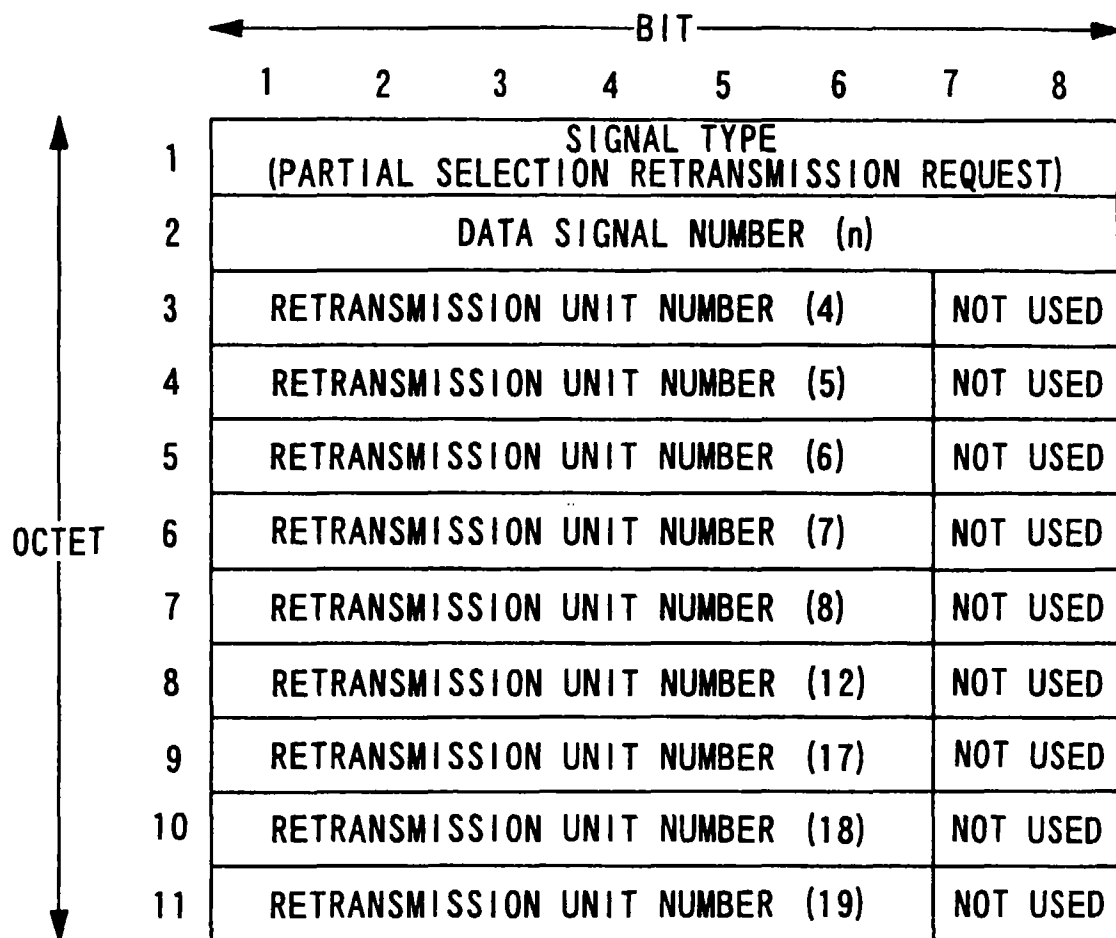 BIT
1 2 3 4 5 6 7 8
1 SIGNAL TYPE
(PARTIAL SELECTION RETRANSMISSION REQUEST)
2 DATA SIGNAL NUMBER (n)
3 RETRANSMISSION UNIT NUMBER (4) NOT USED
4 RETRANSMISSION UNIT NUMBER (5) NOT USED
5 RETRANSMISSION UNIT NUMBER (6) NOT USED
OCTET 6 RETRANSMISSION UNIT NUMBER (7) NOT USED
7 RETRANSMISSION UNIT NUMBER (8) NOT USED
8 RETRANSMISSION UNIT NUMBER (12) NOT USED
9 RETRANSMISSION UNIT NUMBER (17) NOT USED
10 RETRANSMISSION UNIT NUMBER (18) NOT USED
11 RETRANSMISSION UNIT NUMBER (19) NOT USED